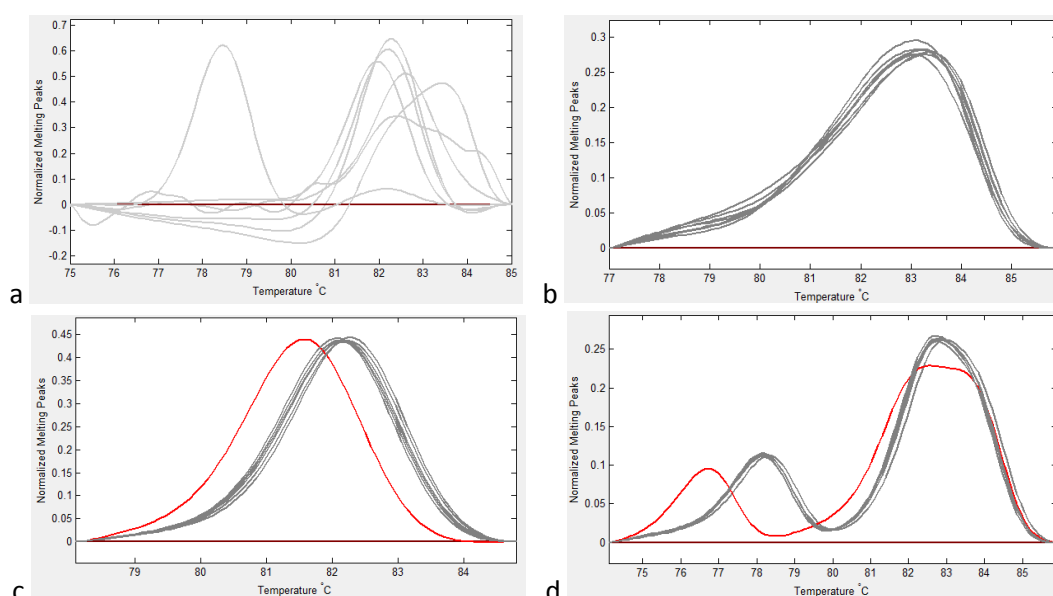 0.7
0.6
0.5
0.4
0.3
0.2
0.1
0
-0.1
-0.2
Normalized Melting Peaks
75 76 77 78 79 80 81 82 83 84 85
Temperature °C
a
0.3
0.25
0.2
0.15
0.1
0.05
0
Normalized Melting Peaks
77 78 79 80 81 82 83 84 85
Temperature °C
b
0.45
0.4
0.35
0.3
0.25
0.2
0.15
0.1
0.05
0
Normalized Melting Peaks
79 80 81 82 83 84
Temperature °C
c
0.25
0.2
0.15
0.1
0.05
0
Normalized Melting Peaks
75 76 77 78 79 80 81 82 83 84 85
Temperature °C
d